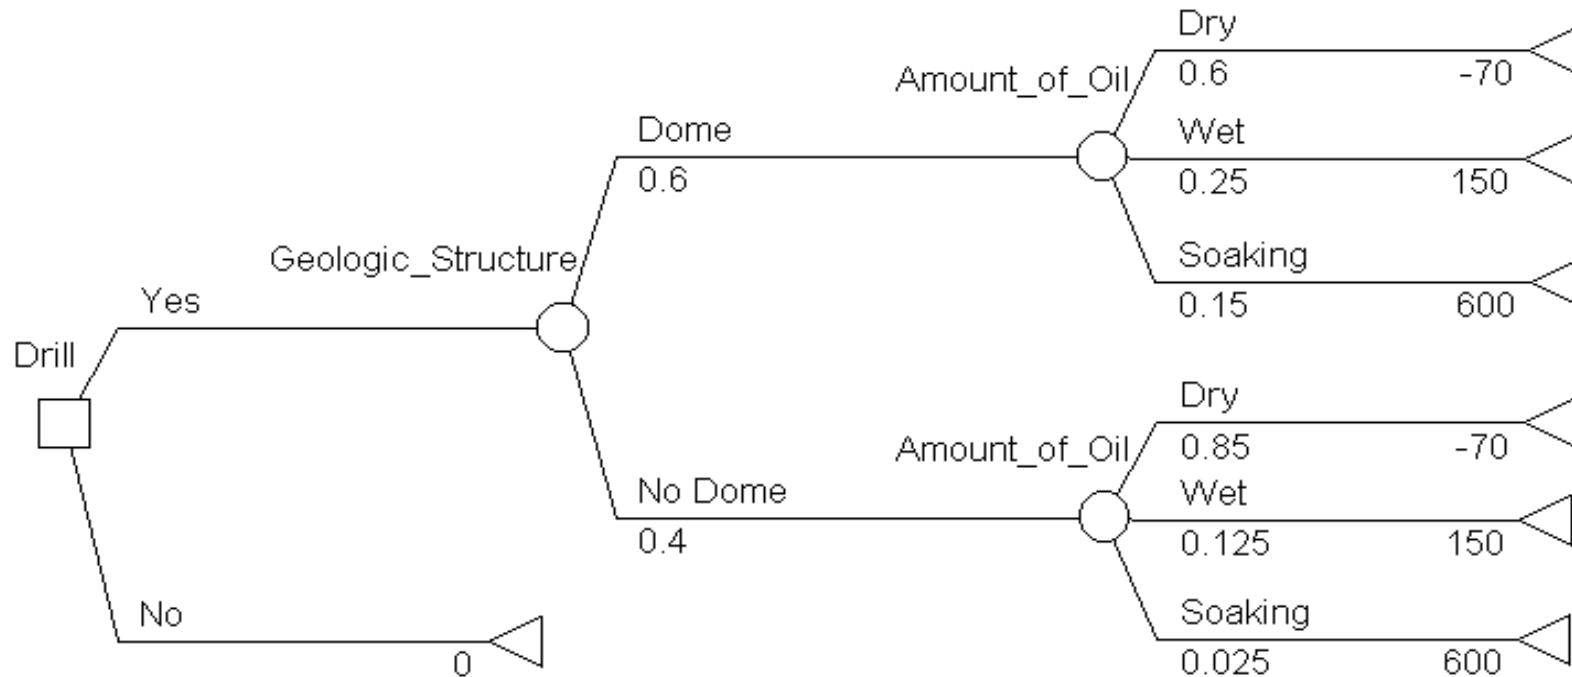 Dry
Amount_of_Oil
0.6 -70
Dome
Wet
0.6
0.25 150
Geologic_Structure
Soaking
Yes
0.15 600
Drill
Dry
Amount_of_Oil
0.85 -70
No Dome
Wet
0.4
0.125 150
No
Soaking
0
0.025 600